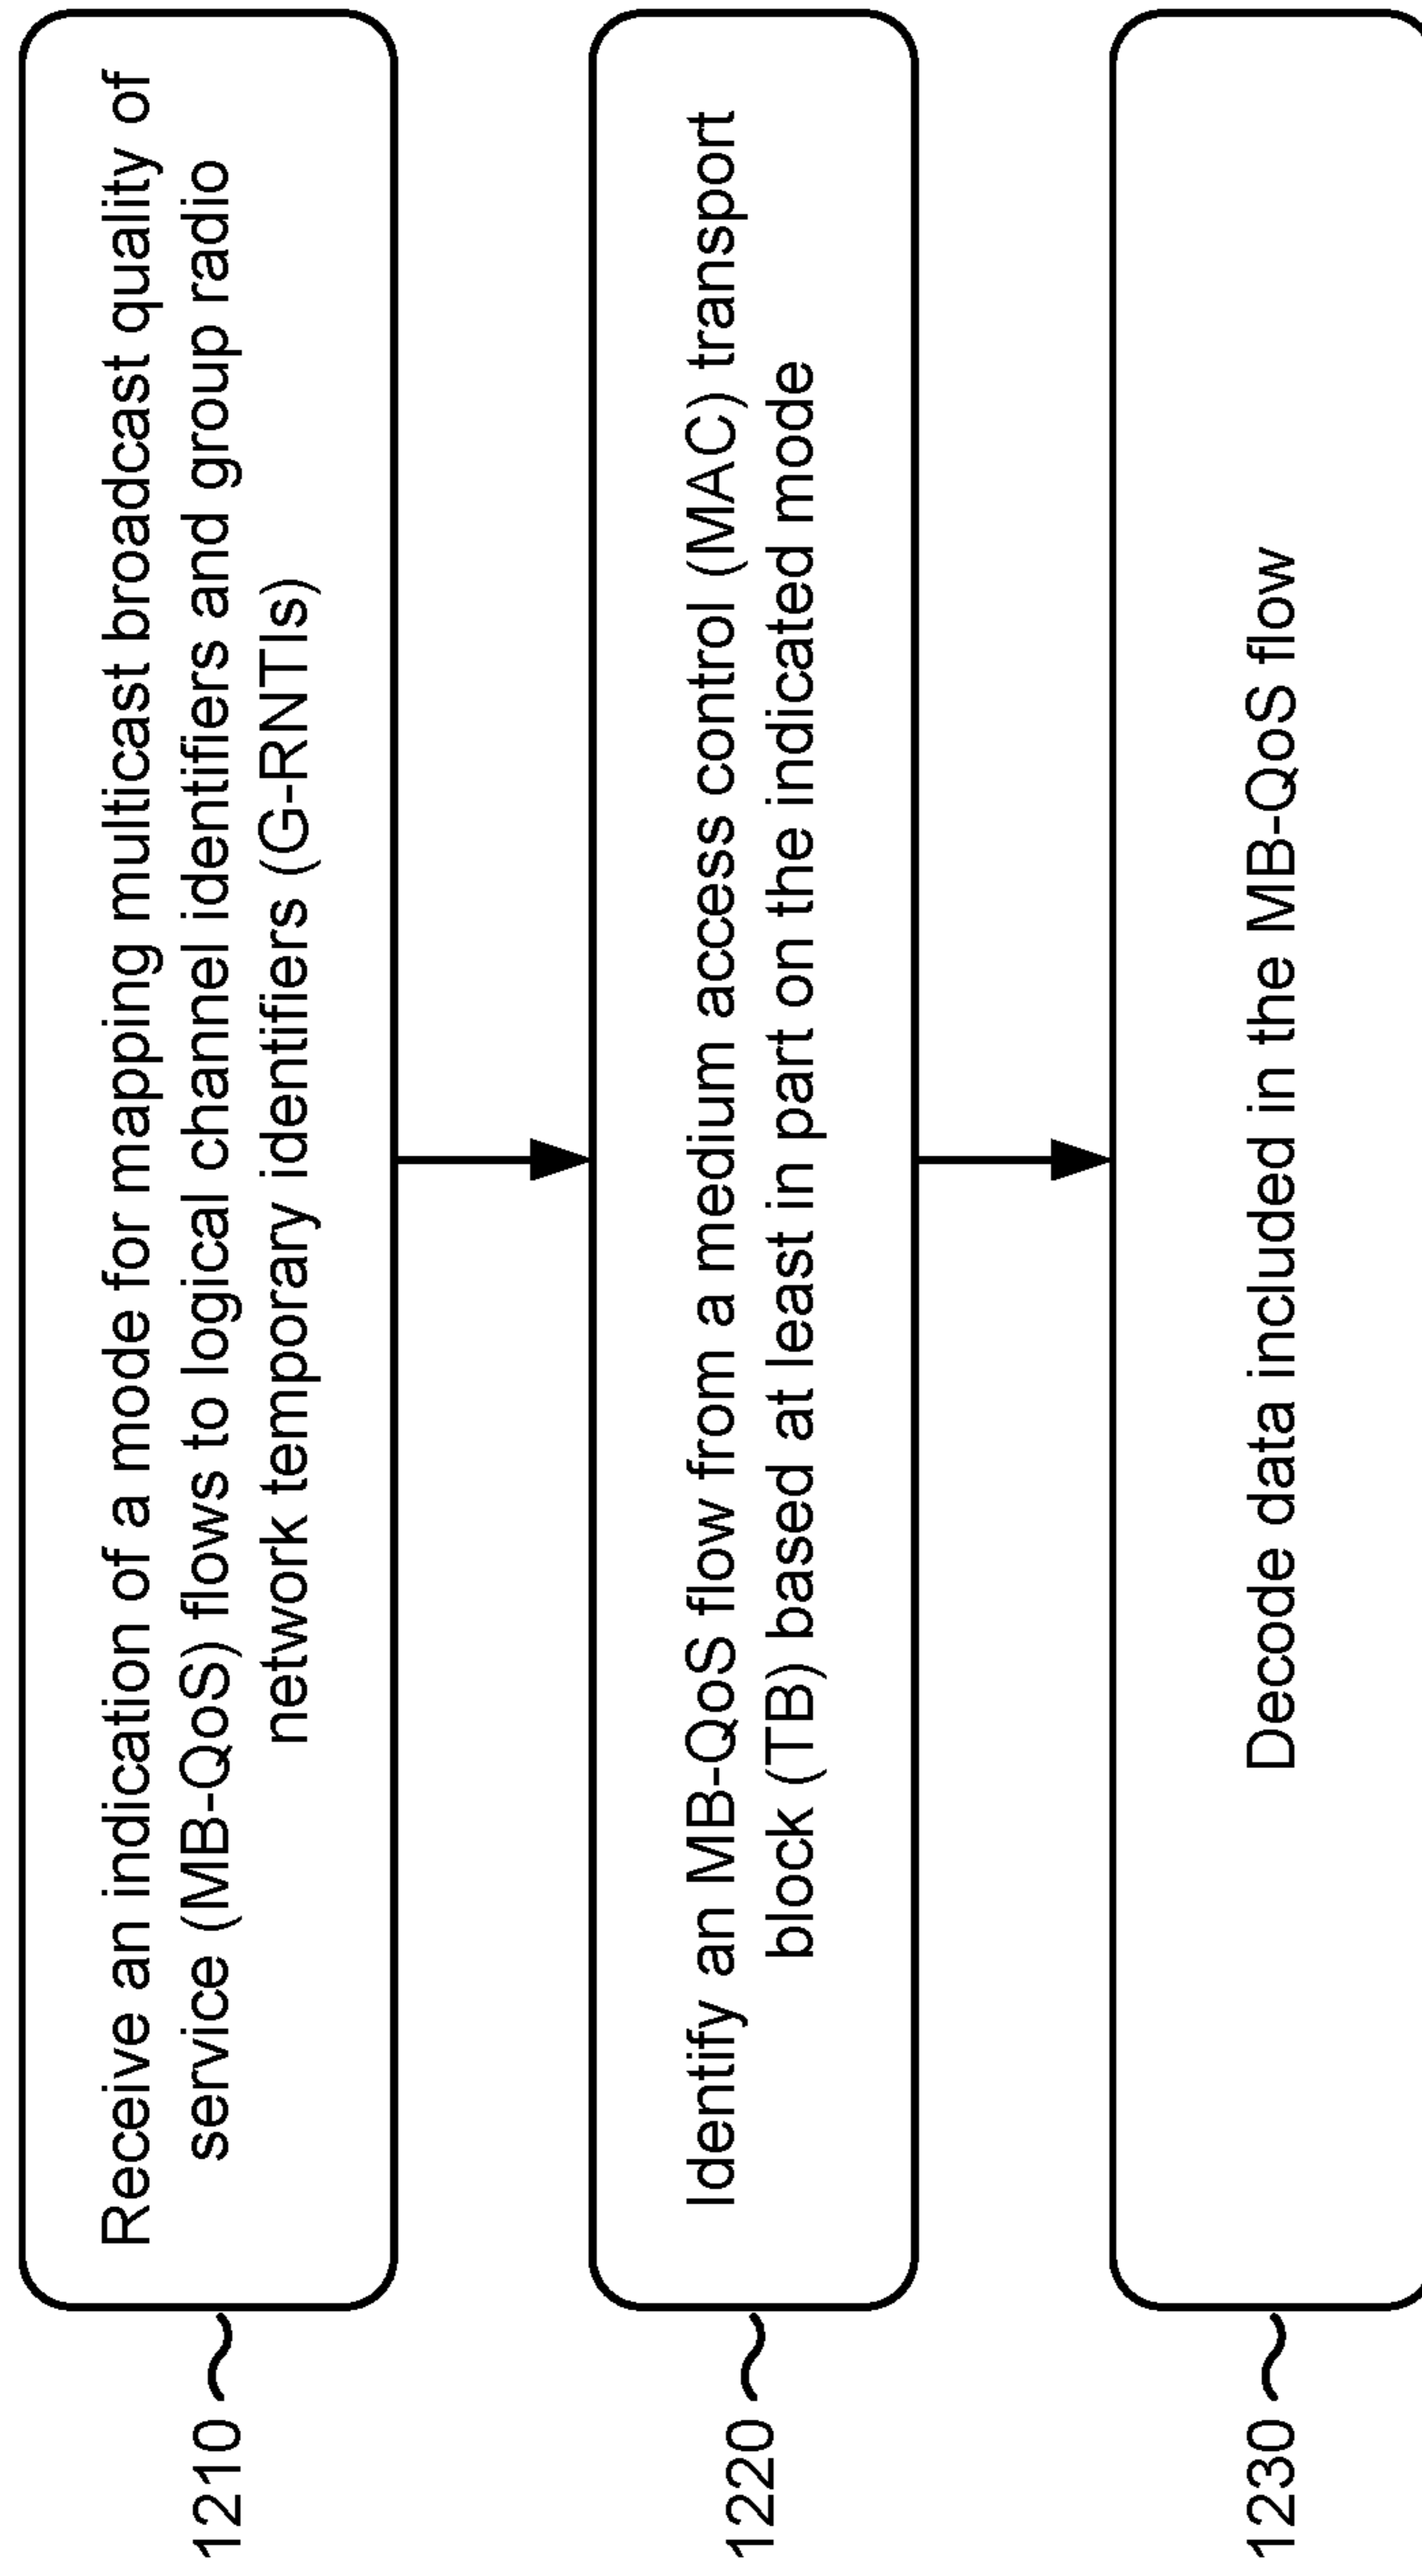 1210
Receive an indication of a mode for mapping multicast broadcast quality of
service (MB-QoS) flows to logical channel identifiers and group radio
network temporary identifiers (G-RNTIs)
1220
Identify an MB-QoS flow from a medium access control (MAC) transport
block (TB) based at least in part on the indicated mode
1230
Decode data included in the MB-QoS flow